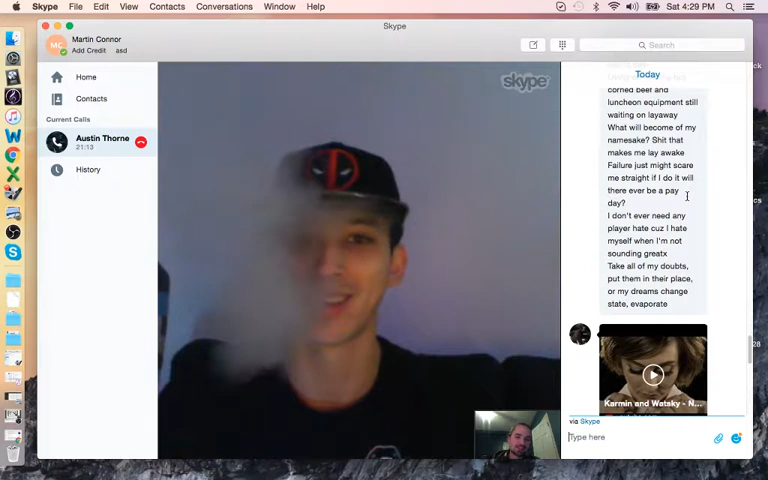 Skype File Edit View Contacts Conversations Window Help
Sat 4:29 PM
Skype
Martin Connor
MC
Add Credit asd
Search
Home
Contacts
Current Calls
Austin Thorne
21:13
History
skype
Today
corned beef and
luncheon equipment still
waiting on layaway
What will become of my
namesake? Shit that
makes me lay awake
Failure just might scare
me straight if I do it will
there ever be a pay
day?
I don't ever need any
player hate cuz I hate
myself when I'm not
sounding greatx
Take all of my doubts,
put them in their place,
or my dreams change
state, evaporate
Karmin and Watsky - N...
via Skype
Type here